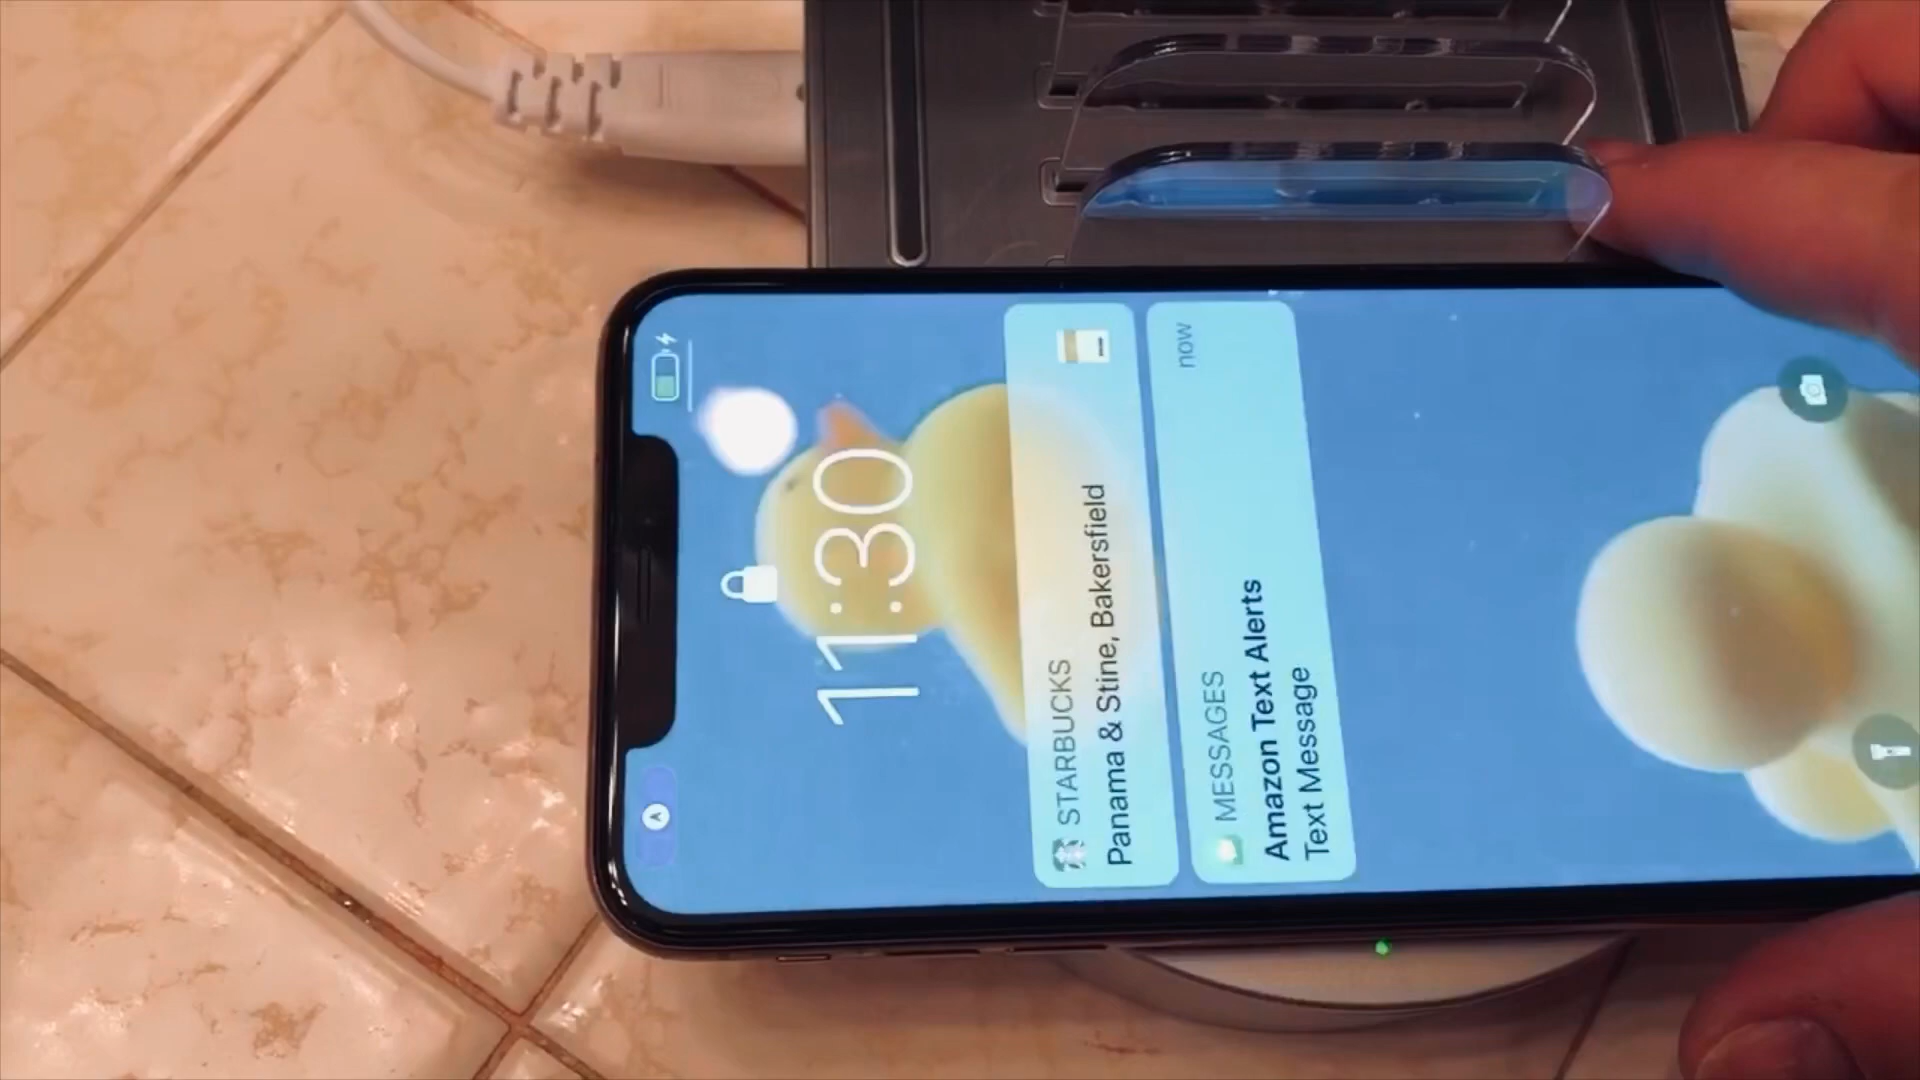 11:30
STARBUCKS
Panama & Stine, Bakersfield
MESSAGES
now
Amazon Text Alerts
Text Message